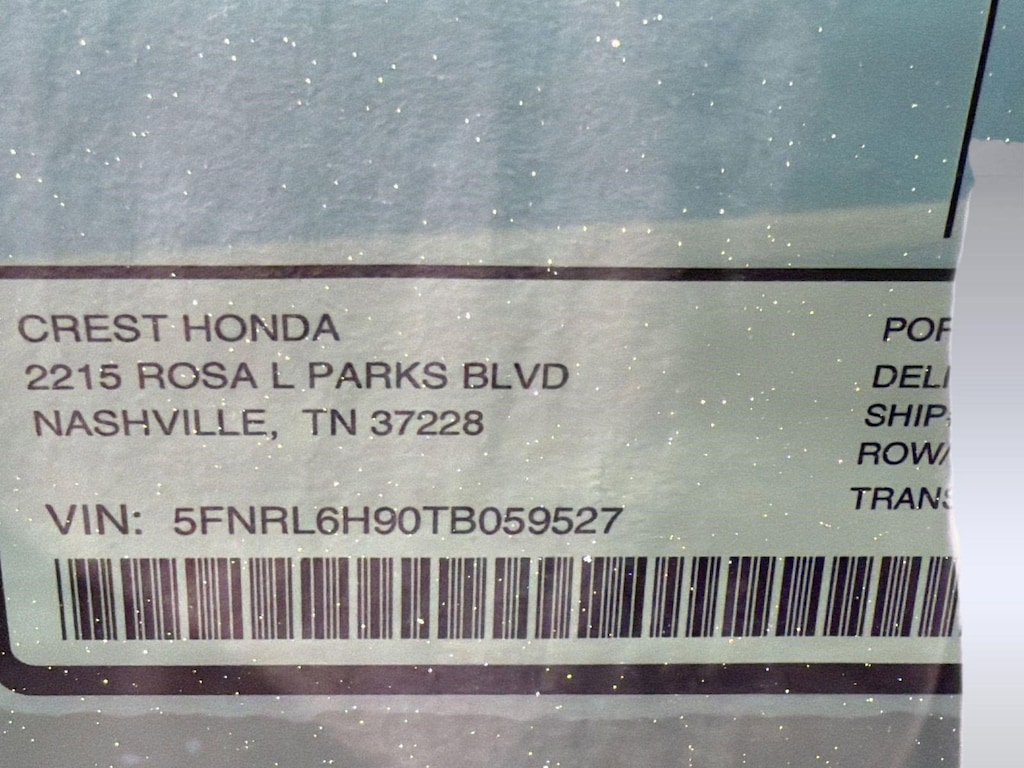 CREST HONDA
2215 ROSA L PARKS BLVD
NASHVILLE, TN 37228
VIN: 5FNRL6H90TB059527